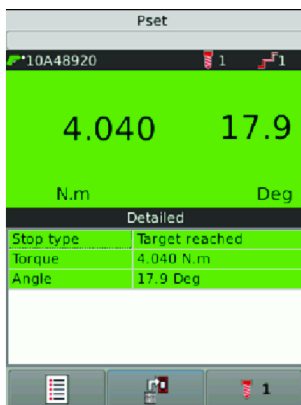 Pset
*10A48920 1 1
4.040 17.9
N.m Deg
Detailed
Stop type Target reached
Torque 4.040 N.m
Angle 17.9 Deg
1